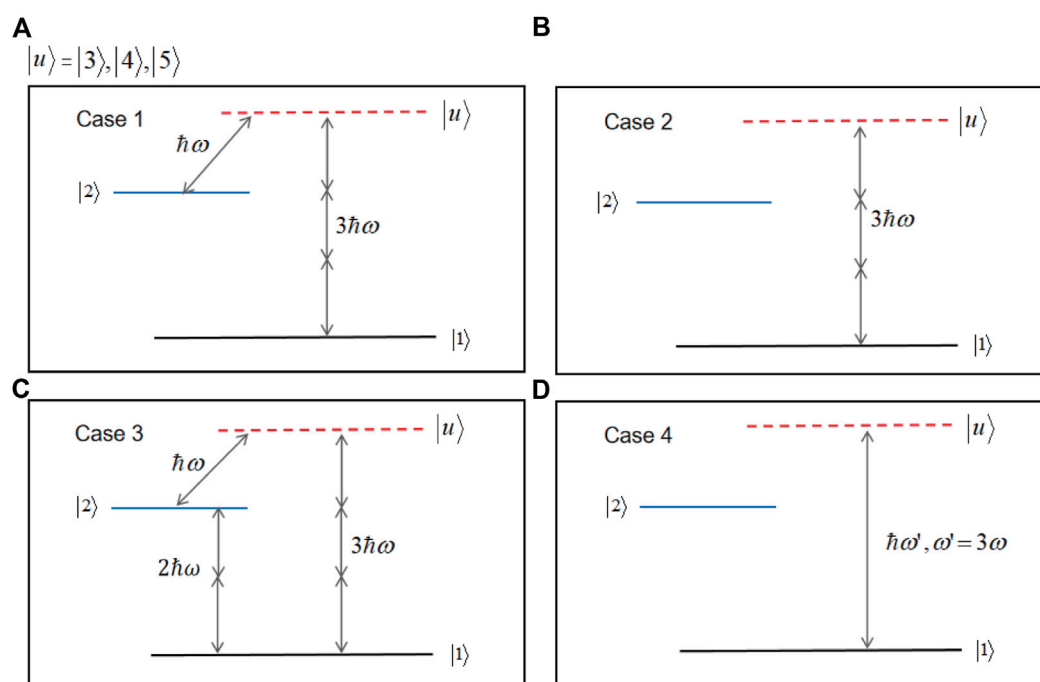 A
|u⟩ = |3⟩,|4⟩,|5⟩
Case 1
|u⟩
ħω
|2⟩
3ħω
|1⟩
B
Case 2
|u⟩
|2⟩
3ħω
|1⟩
C
Case 3
|u⟩
ħω
|2⟩
2ħω
3ħω
|1⟩
D
Case 4
|u⟩
|2⟩
ħω', ω' = 3ω
|1⟩